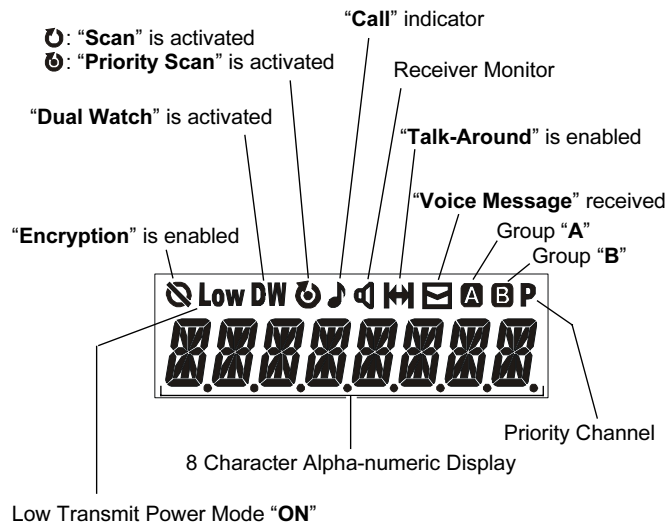 “Call” indicator
: “Scan” is activated
: “Priority Scan” is activated
Receiver Monitor
“Dual Watch” is activated
“Talk-Around” is enabled
“Voice Message” received
“Encryption” is enabled
Group “A”
Group “B”
Low DW A B P
Priority Channel
8 Character Alpha-numeric Display
Low Transmit Power Mode “ON”